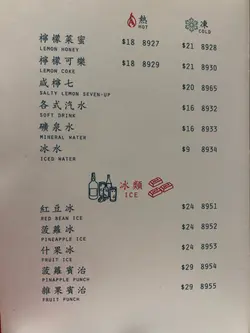 熱 凍
HOT COLD
檸檬菜蜜 $18 8927 $21 8928
LEMON HONEY
檸檬可樂 $18 8929 $21 8930
LEMON COKE
咸檸七 $20 8965
SALTY LEMON SEVEN-UP
各式汽水 $16 8932
SOFT DRINK
礦泉水 $16 8933
MINERAL WATER
冰水 $9 8934
ICED WATER
冰類
ICE
紅豆冰 $24 8951
RED BEAN ICE
菠蘿冰 $24 8952
PINEAPPLE ICE
什果冰 $24 8953
FRUIT ICE
菠蘿賓治 $29 8954
PINEAPPLE PUNCH
雜果賓治 $29 8955
FRUIT PUNCH